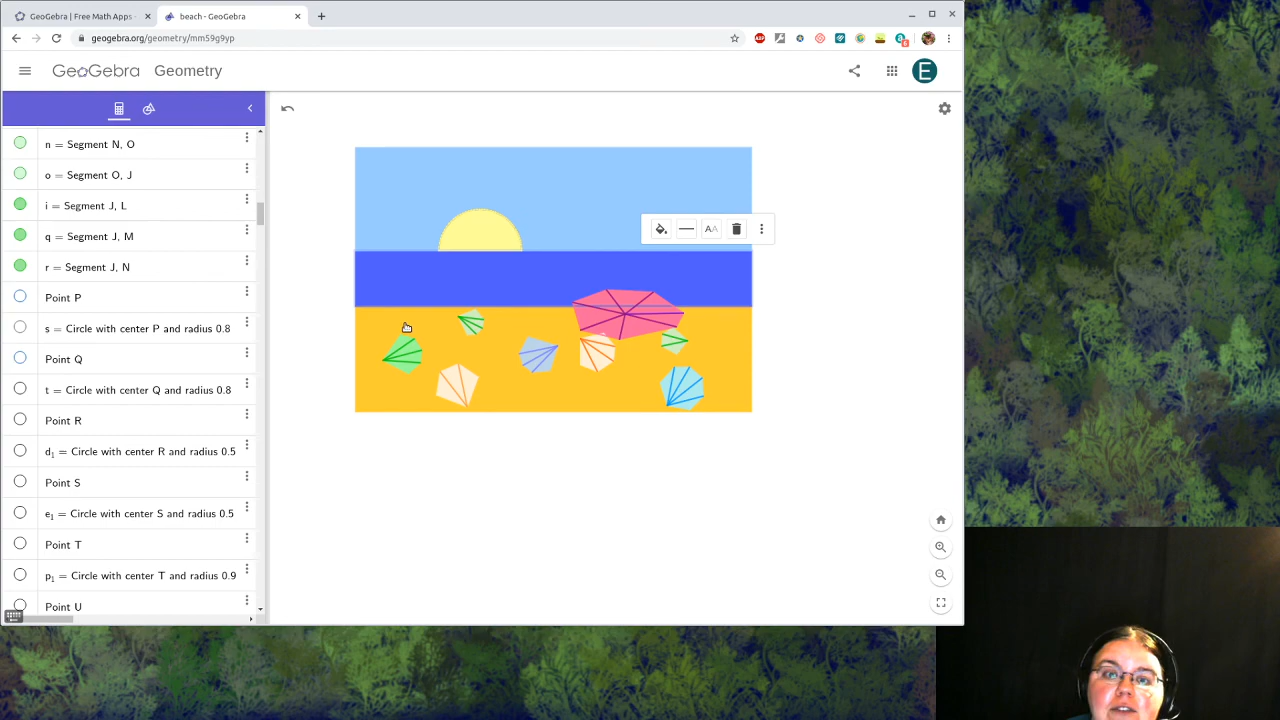 GeoGebra | Free Math Apps
beach - GeoGebra
geogebra.org/geometry/mm59g9yp
GeoGebra Geometry
E
n = Segment N, O
o = Segment O, J
i = Segment J, L
q = Segment J, M
r = Segment J, N
Point P
s = Circle with center P and radius 0.8
Point Q
t = Circle with center Q and radius 0.8
Point R
d₁ = Circle with center R and radius 0.5
Point S
e₁ = Circle with center S and radius 0.5
Point T
p₁ = Circle with center T and radius 0.9
Point U
AA